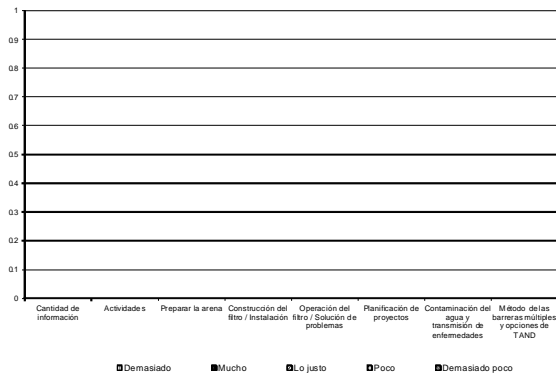 1
0.9
0.8
0.7
0.6
0.5
0.4
0.3
0.2
0.1
0
Cantidad de información
Actividades
Preparar la arena
Construcción del filtro / Instalación
Operación del filtro / Solución de problemas
Planificación de proyectos
Contaminación del agua y transmisión de enfermedades
Método de las barreras múltiples y opciones de TAND
Demasiado
Mucho
Lo justo
Poco
Demasiado poco